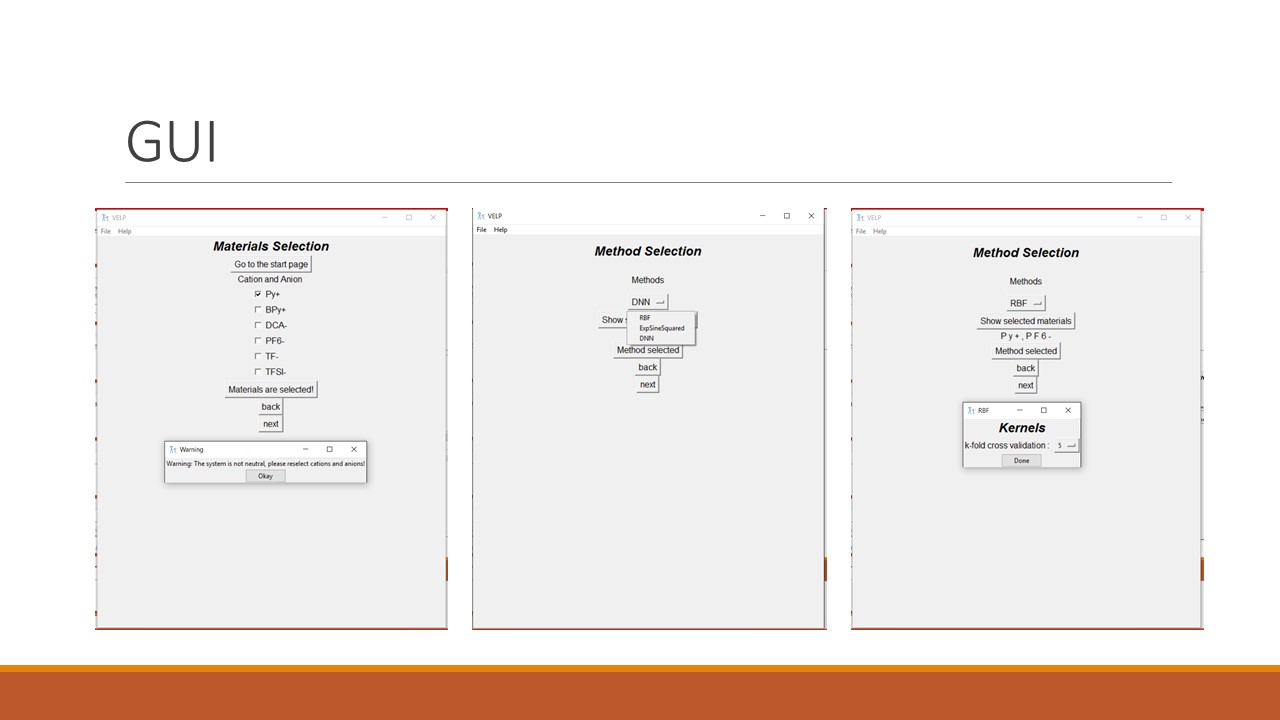 GUI
VELP
File Help
Materials Selection
Go to the start page
Cation and Anion
Py+
BPy+
DCA-
PF6-
TF-
TFSI-
Materials are selected!
back
next
Warning
Warning: The system is not neutral, please reselect cations and anions!
Okay
VELP
File Help
Method Selection
Methods
DNN
Show s
RBF
ExpSineSquared
DNN
Method selected
back
next
VELP
File Help
Method Selection
Methods
RBF
Show selected materials
P y + , P F 6 -
Method selected
back
next
RBF
Kernels
k-fold cross validation : 5
Done